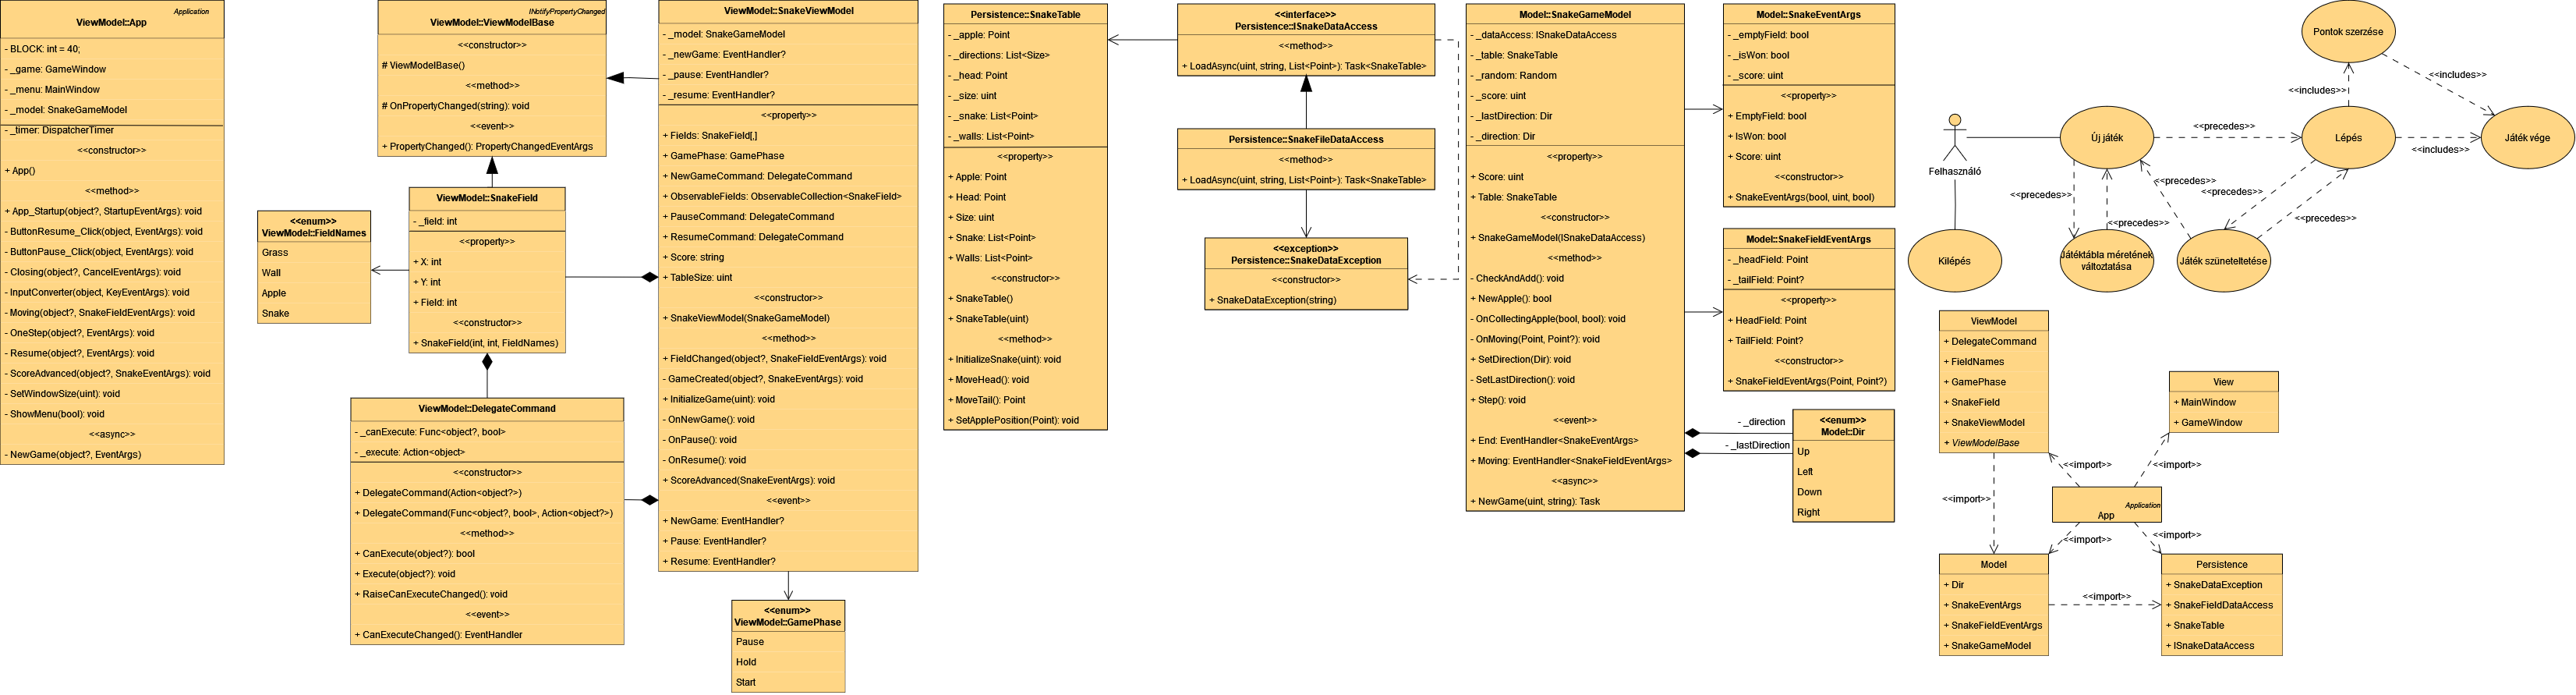 Application
ViewModel::App
- BLOCK: int = 40;
- _game: GameWindow
- _menu: MainWindow
- _model: SnakeGameModel
- _timer: DispatcherTimer
<<constructor>>
+ App()
<<method>>
+ App_Startup(object?, StartupEventArgs): void
- ButtonResume_Click(object, EventArgs): void
- ButtonPause_Click(object, EventArgs): void
- Closing(object?, CancelEventArgs): void
- InputConverter(object, KeyEventArgs): void
- Moving(object?, SnakeFieldEventArgs): void
- OneStep(object?, EventArgs): void
- Resume(object?, EventArgs): void
- ScoreAdvanced(object?, SnakeEventArgs): void
- SetWindowSize(uint): void
- ShowMenu(bool): void
<<async>>
- NewGame(object?, EventArgs)
INotifyPropertyChanged
ViewModel::ViewModelBase
<<constructor>>
# ViewModelBase()
<<method>>
# OnPropertyChanged(string): void
<<event>>
+ PropertyChanged(): PropertyChangedEventArgs
<<enum>>
ViewModel::FieldNames
Grass
Wall
Apple
Snake
ViewModel::SnakeField
- _field: int
<<property>>
+ X: int
+ Y: int
+ Field: int
<<constructor>>
+ SnakeField(int, int, FieldNames)
ViewModel::DelegateCommand
- _canExecute: Func<object?, bool>
- _execute: Action<object>
<<constructor>>
+ DelegateCommand(Action<object?>)
+ DelegateCommand(Func<object?, bool>, Action<object?>)
<<method>>
+ CanExecute(object?): bool
+ Execute(object?): void
+ RaiseCanExecuteChanged(): void
<<event>>
+ CanExecuteChanged(): EventHandler
ViewModel::SnakeViewModel
- _model: SnakeGameModel
- _newGame: EventHandler?
- _pause: EventHandler?
- _resume: EventHandler?
<<property>>
+ Fields: SnakeField[,]
+ GamePhase: GamePhase
+ NewGameCommand: DelegateCommand
+ ObservableFields: ObservableCollection<SnakeField>
+ PauseCommand: DelegateCommand
+ ResumeCommand: DelegateCommand
+ Score: string
+ TableSize: uint
<<constructor>>
+ SnakeViewModel(SnakeGameModel)
<<method>>
+ FieldChanged(object?, SnakeFieldEventArgs): void
- GameCreated(object?, SnakeEventArgs): void
+ InitializeGame(uint): void
- OnNewGame(): void
- OnPause(): void
- OnResume(): void
+ ScoreAdvanced(SnakeEventArgs): void
<<event>>
+ NewGame: EventHandler?
+ Pause: EventHandler?
+ Resume: EventHandler?
<<enum>>
ViewModel::GamePhase
Pause
Hold
Start
Persistence::SnakeTable
- _apple: Point
- _directions: List<Size>
- _head: Point
- _size: uint
- _snake: List<Point>
- _walls: List<Point>
<<property>>
+ Apple: Point
+ Head: Point
+ Size: uint
+ Snake: List<Point>
+ Walls: List<Point>
<<constructor>>
+ SnakeTable()
+ SnakeTable(uint)
<<method>>
+ InitializeSnake(uint): void
+ MoveHead(): void
+ MoveTail(): Point
+ SetApplePosition(Point): void
<<interface>>
Persistence::ISnakeDataAccess
<<method>>
+ LoadAsync(uint, string, List<Point>): Task<SnakeTable>
Persistence::SnakeFileDataAccess
<<method>>
+ LoadAsync(uint, string, List<Point>): Task<SnakeTable>
<<exception>>
Persistence::SnakeDataException
<<constructor>>
+ SnakeDataException(string)
Model::SnakeGameModel
- _dataAccess: ISnakeDataAccess
- _table: SnakeTable
- _random: Random
- _score: uint
- _lastDirection: Dir
- _direction: Dir
<<property>>
+ Score: uint
+ Table: SnakeTable
<<constructor>>
+ SnakeGameModel(ISnakeDataAccess)
<<method>>
- CheckAndAdd(): void
+ NewApple(): bool
- OnCollectingApple(bool, bool): void
- OnMoving(Point, Point?): void
+ SetDirection(Dir): void
- SetLastDirection(): void
+ Step(): void
<<event>>
+ End: EventHandler<SnakeEventArgs>
+ Moving: EventHandler<SnakeFieldEventArgs>
<<async>>
+ NewGame(uint, string): Task
Model::SnakeEventArgs
- _emptyField: bool
- _isWon: bool
- _score: uint
<<property>>
+ EmptyField: bool
+ IsWon: bool
+ Score: uint
<<constructor>>
+ SnakeEventArgs(bool, uint, bool)
Model::SnakeFieldEventArgs
- _headField: Point
- _tailField: Point?
<<property>>
+ HeadField: Point
+ TailField: Point?
<<constructor>>
+ SnakeFieldEventArgs(Point, Point?)
- _direction
- _lastDirection
<<enum>>
Model::Dir
Up
Left
Down
Right
Pontok szerzése
<<includes>>
<<includes>>
Felhasználó
Új játék
<<precedes>>
Lépés
<<includes>>
Játék vége
<<precedes>>
<<precedes>>
<<precedes>>
<<precedes>>
<<precedes>>
Kilépés
Játéktábla méretének
változtatása
Játék szüneteltetése
ViewModel
+ DelegateCommand
+ FieldNames
+ GamePhase
+ SnakeField
+ SnakeViewModel
+ ViewModelBase
View
+ MainWindow
+ GameWindow
<<import>>
<<import>>
<<import>>
Application
App
<<import>>
<<import>>
Model
+ Dir
+ SnakeEventArgs
+ SnakeFieldEventArgs
+ SnakeGameModel
<<import>>
Persistence
+ SnakeDataException
+ SnakeFieldDataAccess
+ SnakeTable
+ ISnakeDataAccess